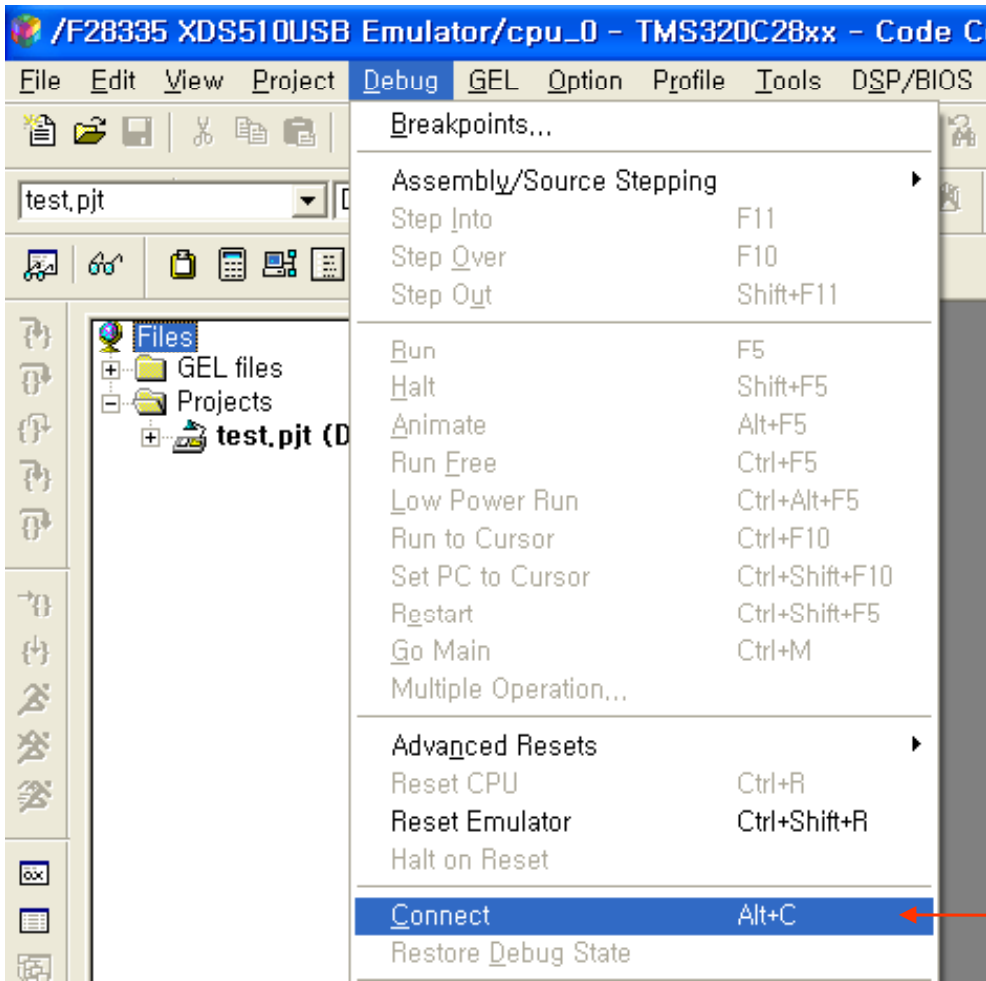 /F28335 XDS510USB Emulator/cpu_0 - TMS320C28xx - Code C
File Edit View Project Debug GEL Option Profile Tools DSP/BIOS
test.pjt
Files
GEL files
Projects
test.pjt (D
Breakpoints...
Assembly/Source Stepping
Step Into F11
Step Over F10
Step Out Shift+F11
Run F5
Halt Shift+F5
Animate Alt+F5
Run Free Ctrl+F5
Low Power Run Ctrl+Alt+F5
Run to Cursor Ctrl+F10
Set PC to Cursor Ctrl+Shift+F10
Restart Ctrl+Shift+F5
Go Main Ctrl+M
Multiple Operation...
Advanced Resets
Reset CPU Ctrl+R
Reset Emulator Ctrl+Shift+R
Halt on Reset
Connect Alt+C
Restore Debug State